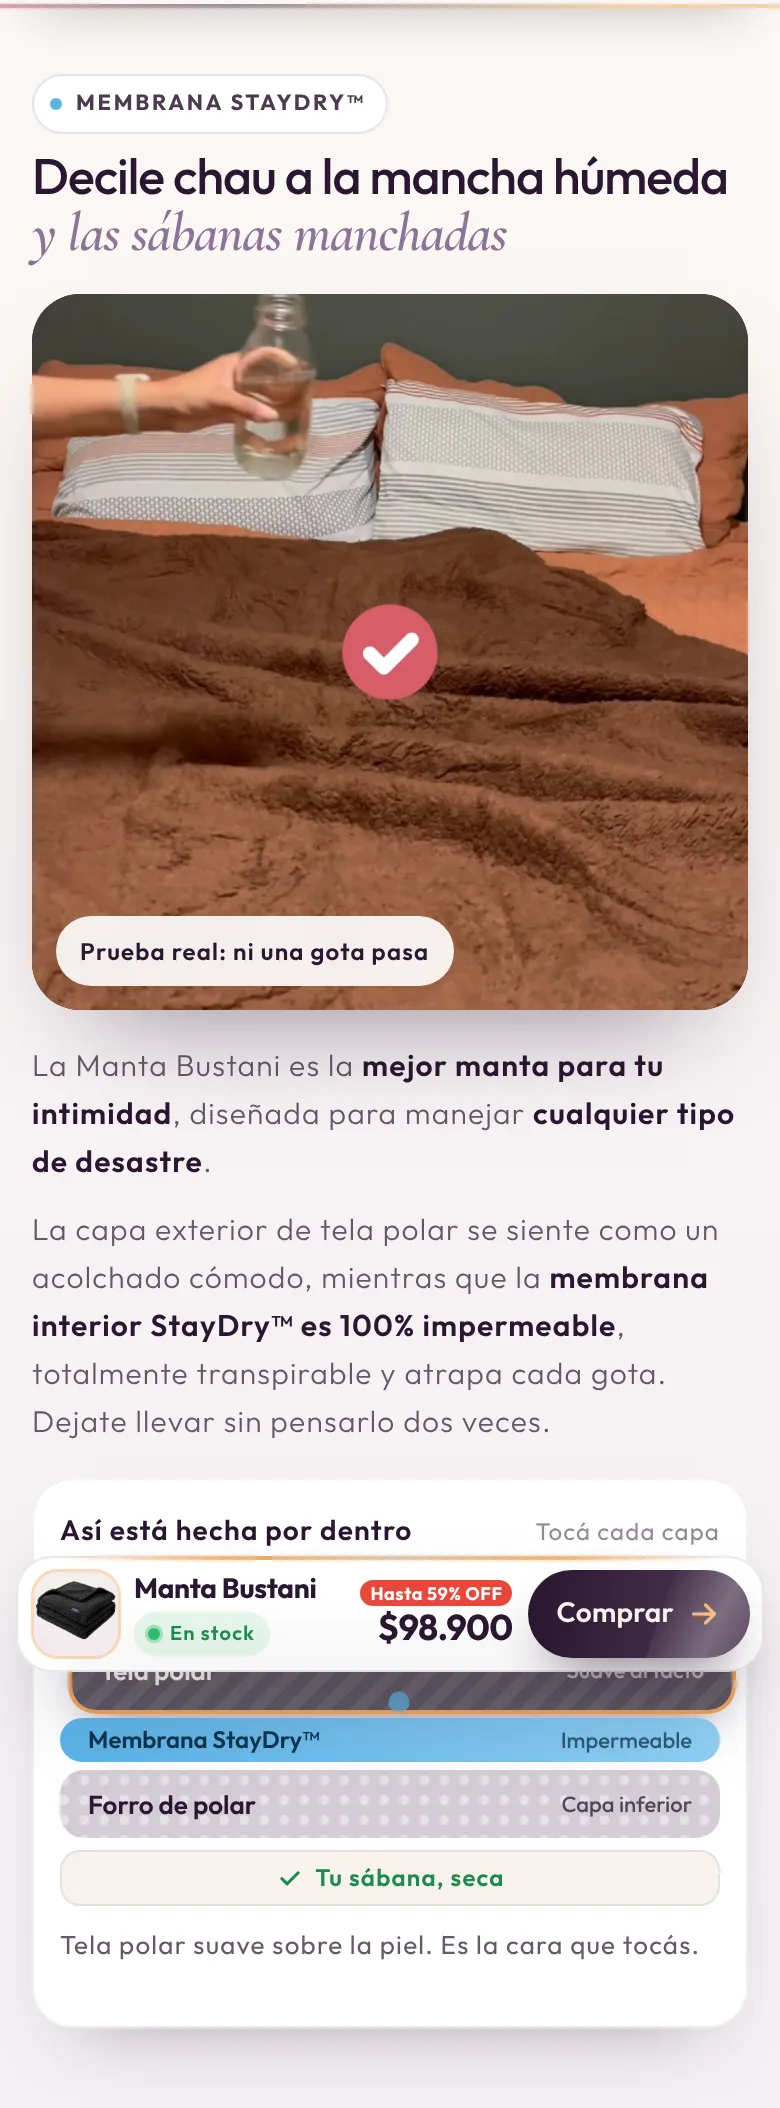 MEMBRANA STAYDRY™
Decile chau a la mancha húmeda
y las sábanas manchadas
Prueba real: ni una gota pasa
La Manta Bustani es la mejor manta para tu
intimidad, diseñada para manejar cualquier tipo
de desastre.
La capa exterior de tela polar se siente como un
acolchado cómodo, mientras que la membrana
interior StayDry™ es 100% impermeable,
totalmente transpirable y atrapa cada gota.
Dejate llevar sin pensarlo dos veces.
Así está hecha por dentro
Tocá cada capa
Manta Bustani
Hasta 59% OFF
En stock
$98.900
Comprar →
Tela polar
Suave al tacto
Membrana StayDry™
Impermeable
Forro de polar
Capa inferior
✓ Tu sábana, seca
Tela polar suave sobre la piel. Es la cara que tocás.